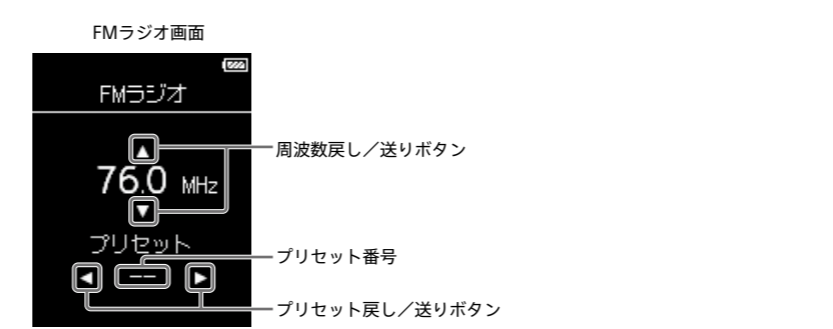 FMラジオ画面
FMラジオ
▲
周波数戻し／送りボタン
76.0 MHz
▼
プリセット
プリセット番号
◀ -- ▶
プリセット戻し／送りボタン